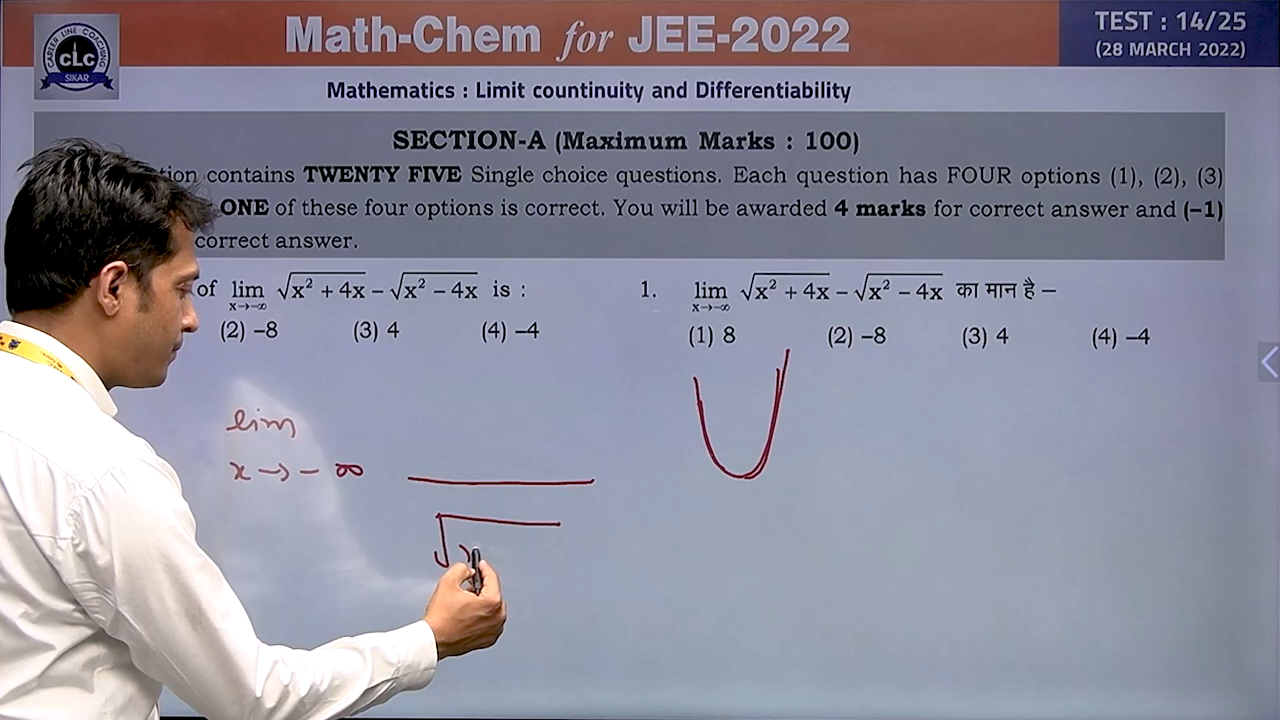 CAREER LINE COACHING
CLC
SIKAR
Math-Chem for JEE-2022
TEST : 14/25
(28 MARCH 2022)
Mathematics : Limit countinuity and Differentiability
SECTION-A (Maximum Marks : 100)
contains TWENTY FIVE Single choice questions. Each question has FOUR options (1), (2), (3)
ONE of these four options is correct. You will be awarded 4 marks for correct answer and (–1)
correct answer.
of lim x→–∞ √x² + 4x – √x² – 4x is :
(2) –8 (3) 4 (4) –4
1. lim x→–∞ √x² + 4x – √x² – 4x का मान है –
(1) 8 (2) –8 (3) 4 (4) –4
lim
x → – ∞
√